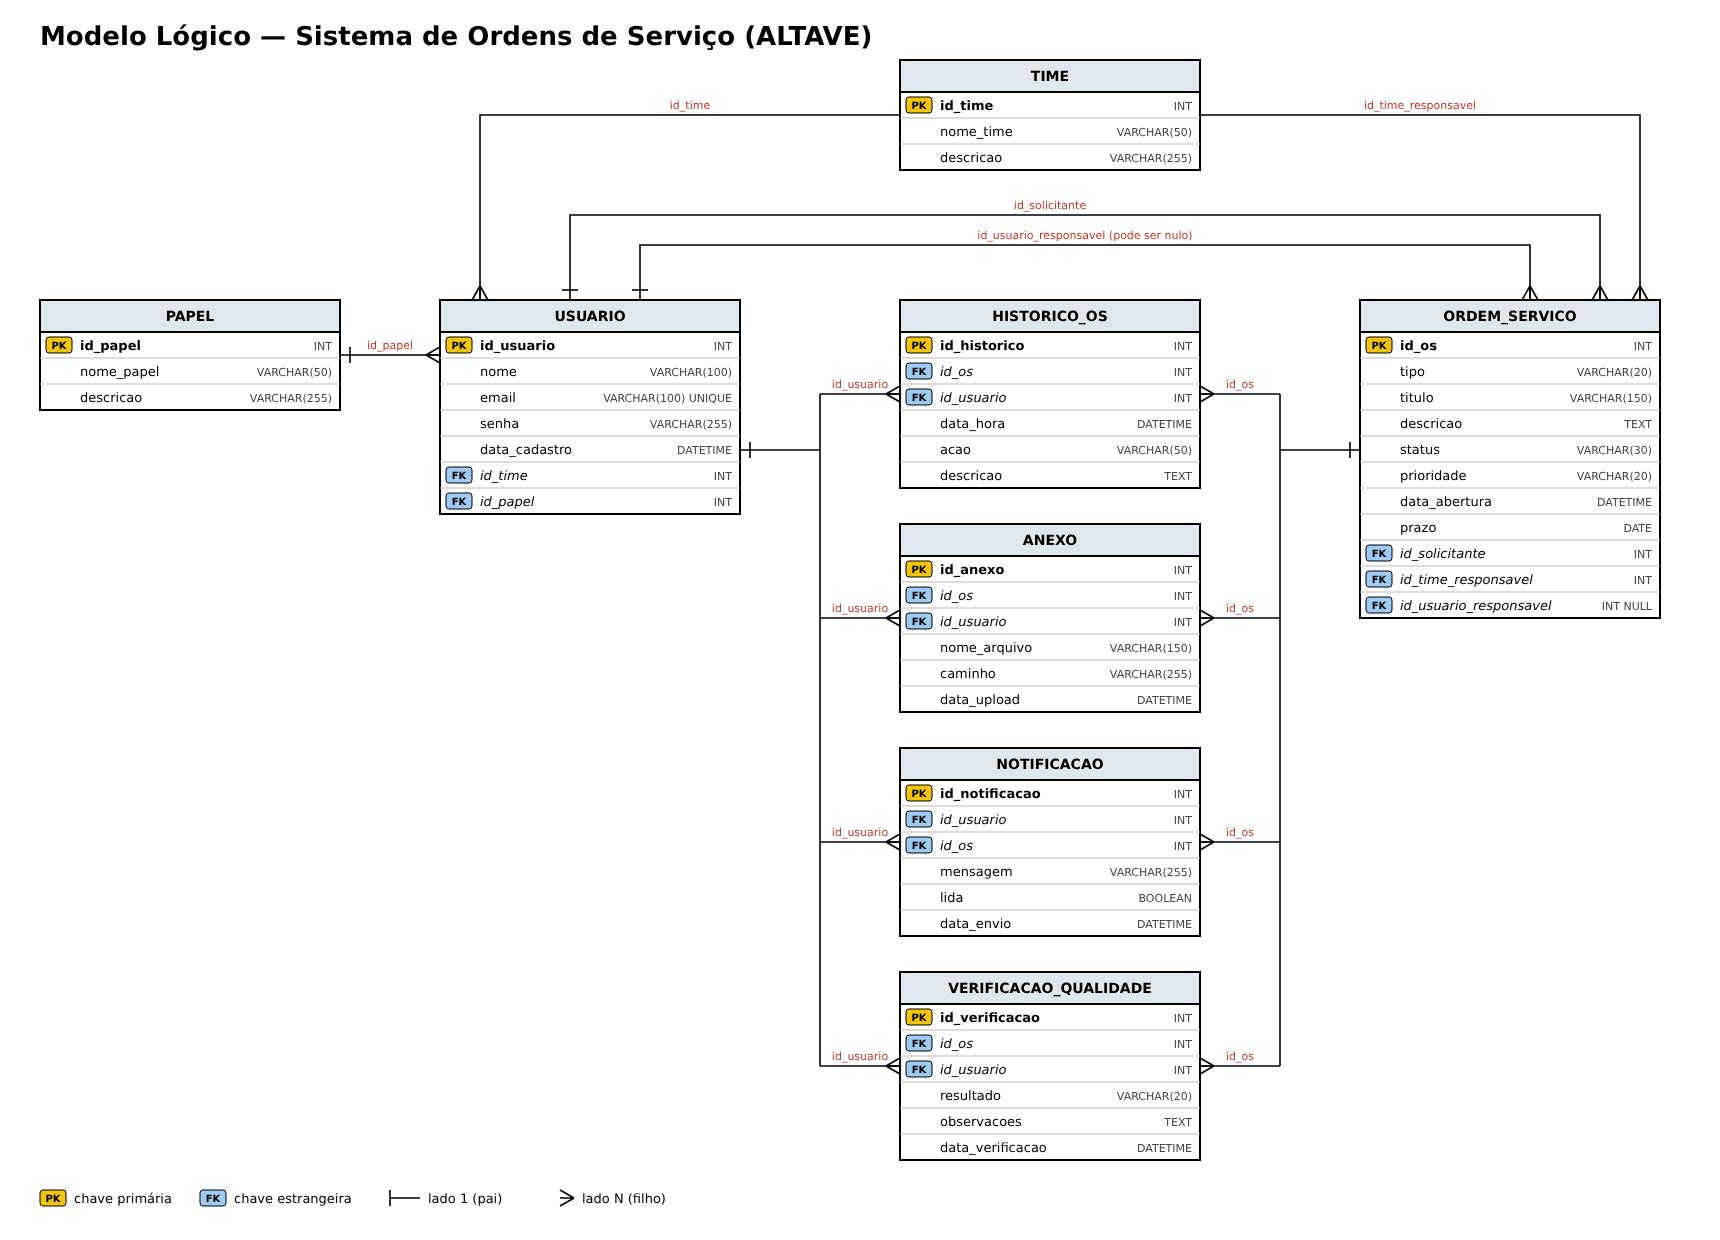 Modelo Lógico — Sistema de Ordens de Serviço (ALTAVE)
TIME
PK id_time INT
nome_time VARCHAR(50)
descricao VARCHAR(255)
id_time
id_time_responsavel
id_solicitante
id_usuario_responsavel (pode ser nulo)
PAPEL
PK id_papel INT
nome_papel VARCHAR(50)
descricao VARCHAR(255)
id_papel
USUARIO
PK id_usuario INT
nome VARCHAR(100)
email VARCHAR(100) UNIQUE
senha VARCHAR(255)
data_cadastro DATETIME
FK id_time INT
FK id_papel INT
id_usuario
HISTORICO_OS
PK id_historico INT
FK id_os INT
FK id_usuario INT
data_hora DATETIME
acao VARCHAR(50)
descricao TEXT
id_os
ORDEM_SERVICO
PK id_os INT
tipo VARCHAR(20)
titulo VARCHAR(150)
descricao TEXT
status VARCHAR(30)
prioridade VARCHAR(20)
data_abertura DATETIME
prazo DATE
FK id_solicitante INT
FK id_time_responsavel INT
FK id_usuario_responsavel INT NULL
id_usuario
ANEXO
PK id_anexo INT
FK id_os INT
FK id_usuario INT
nome_arquivo VARCHAR(150)
caminho VARCHAR(255)
data_upload DATETIME
id_os
id_usuario
NOTIFICACAO
PK id_notificacao INT
FK id_usuario INT
FK id_os INT
mensagem VARCHAR(255)
lida BOOLEAN
data_envio DATETIME
id_os
id_usuario
VERIFICACAO_QUALIDADE
PK id_verificacao INT
FK id_os INT
FK id_usuario INT
resultado VARCHAR(20)
observacoes TEXT
data_verificacao DATETIME
id_os
PK chave primária
FK chave estrangeira
lado 1 (pai)
lado N (filho)